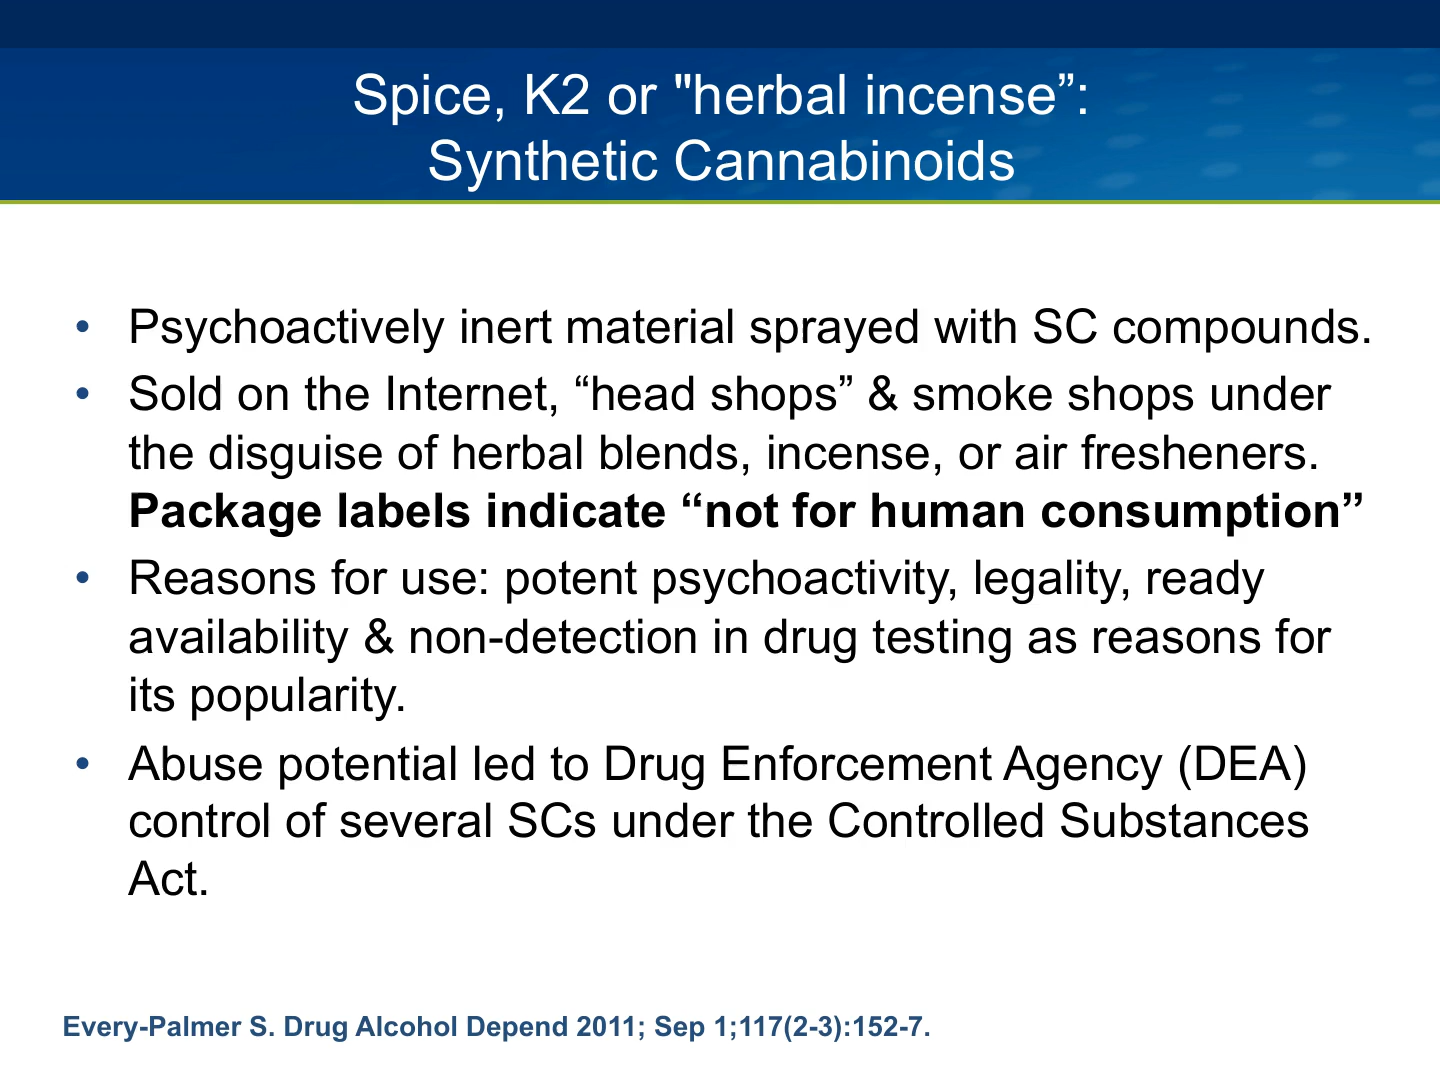 Spice, K2 or "herbal incense”:
Synthetic Cannabinoids
• Psychoactively inert material sprayed with SC compounds.
• Sold on the Internet, “head shops” & smoke shops under
the disguise of herbal blends, incense, or air fresheners.
Package labels indicate “not for human consumption”
• Reasons for use: potent psychoactivity, legality, ready
availability & non-detection in drug testing as reasons for
its popularity.
• Abuse potential led to Drug Enforcement Agency (DEA)
control of several SCs under the Controlled Substances
Act.
Every-Palmer S. Drug Alcohol Depend 2011; Sep 1;117(2-3):152-7.